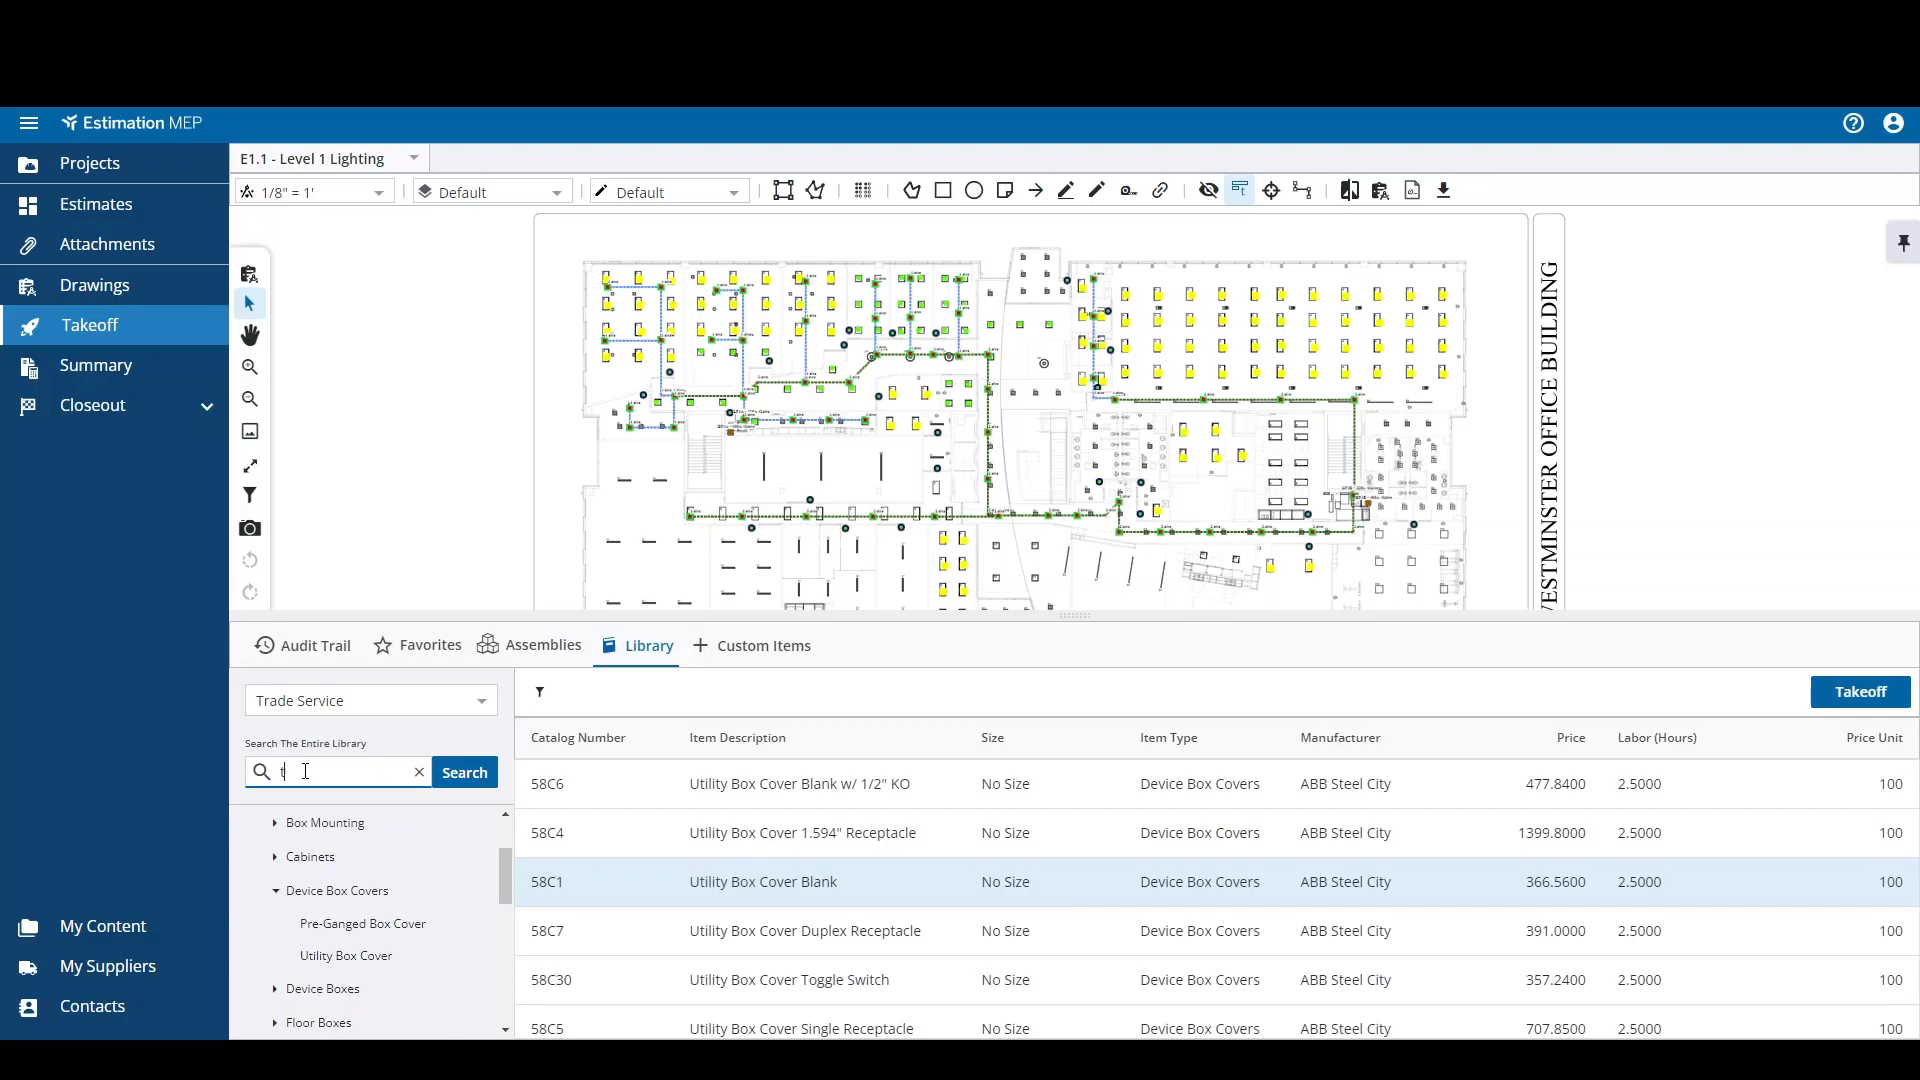 Estimation MEP
Projects
Estimates
Attachments
Drawings
Takeoff
Summary
Closeout
My Content
My Suppliers
Contacts
E1.1 - Level 1 Lighting
1/8" = 1'
Default
Default
WESTMINSTER OFFICE BUILDING
Audit Trail
Favorites
Assemblies
Library
Custom Items
Trade Service
Search The Entire Library
t
Search
Box Mounting
Cabinets
Device Box Covers
Pre-Ganged Box Cover
Utility Box Cover
Device Boxes
Floor Boxes
Takeoff
Catalog Number Item Description Size Item Type Manufacturer Price Labor (Hours) Price Unit
58C6 Utility Box Cover Blank w/ 1/2" KO No Size Device Box Covers ABB Steel City 477.8400 2.5000 100
58C4 Utility Box Cover 1.594" Receptacle No Size Device Box Covers ABB Steel City 1399.8000 2.5000 100
58C1 Utility Box Cover Blank No Size Device Box Covers ABB Steel City 366.5600 2.5000 100
58C7 Utility Box Cover Duplex Receptacle No Size Device Box Covers ABB Steel City 391.0000 2.5000 100
58C30 Utility Box Cover Toggle Switch No Size Device Box Covers ABB Steel City 357.2400 2.5000 100
58C5 Utility Box Cover Single Receptacle No Size Device Box Covers ABB Steel City 707.8500 2.5000 100